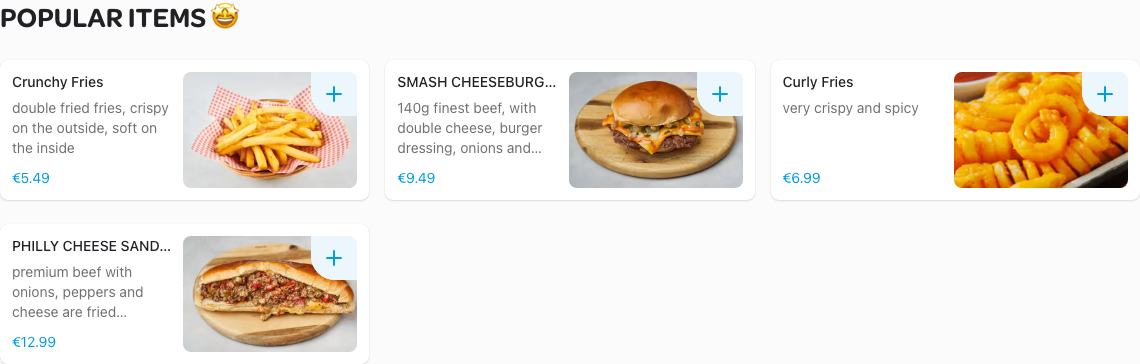 POPULAR ITEMS 🤩
Crunchy Fries
double fried fries, crispy
on the outside, soft on
the inside
€5.49
SMASH CHEESEBURG...
140g finest beef, with
double cheese, burger
dressing, onions and...
€9.49
Curly Fries
very crispy and spicy
€6.99
PHILLY CHEESE SAND...
premium beef with
onions, peppers and
cheese are fried...
€12.99